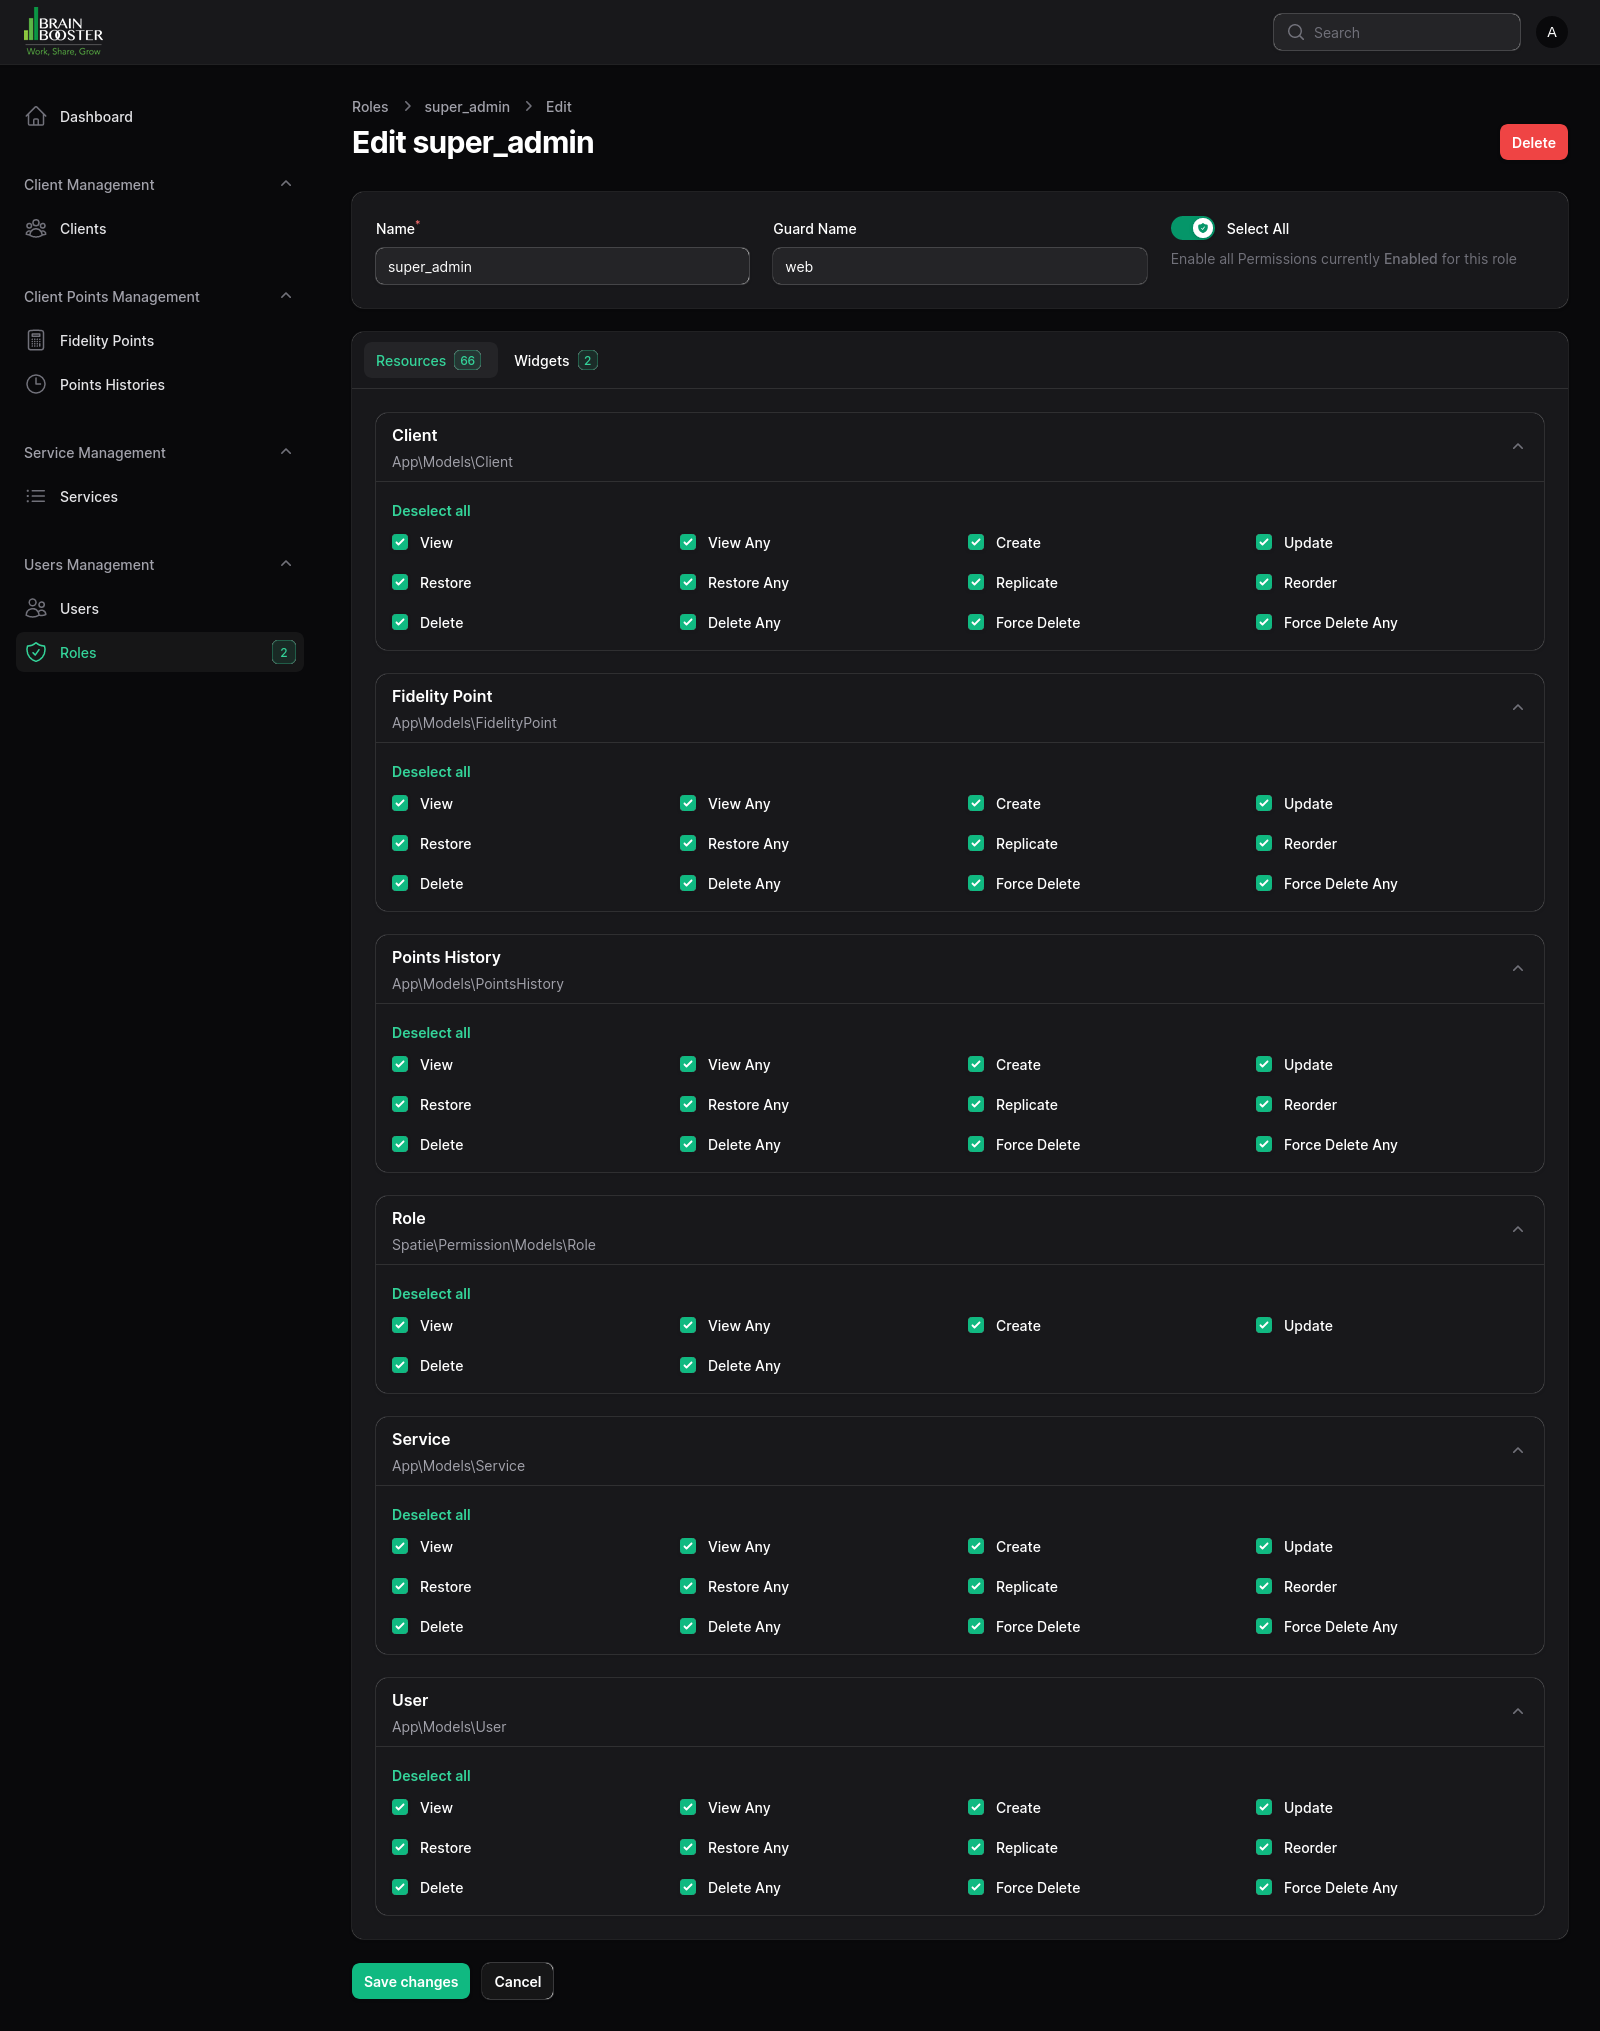 BRAIN
BOOSTER
Work, Share, Grow
Search
A
Dashboard
Client Management
Clients
Client Points Management
Fidelity Points
Points Histories
Service Management
Services
Users Management
Users
Roles 2
Roles > super_admin > Edit
Edit super_admin
Delete
Name*
super_admin
Guard Name
web
Select All
Enable all Permissions currently Enabled for this role
Resources 66 Widgets 2
Client
App\Models\Client
Deselect all
View View Any Create Update
Restore Restore Any Replicate Reorder
Delete Delete Any Force Delete Force Delete Any
Fidelity Point
App\Models\FidelityPoint
Deselect all
View View Any Create Update
Restore Restore Any Replicate Reorder
Delete Delete Any Force Delete Force Delete Any
Points History
App\Models\PointsHistory
Deselect all
View View Any Create Update
Restore Restore Any Replicate Reorder
Delete Delete Any Force Delete Force Delete Any
Role
Spatie\Permission\Models\Role
Deselect all
View View Any Create Update
Delete Delete Any
Service
App\Models\Service
Deselect all
View View Any Create Update
Restore Restore Any Replicate Reorder
Delete Delete Any Force Delete Force Delete Any
User
App\Models\User
Deselect all
View View Any Create Update
Restore Restore Any Replicate Reorder
Delete Delete Any Force Delete Force Delete Any
Save changes Cancel